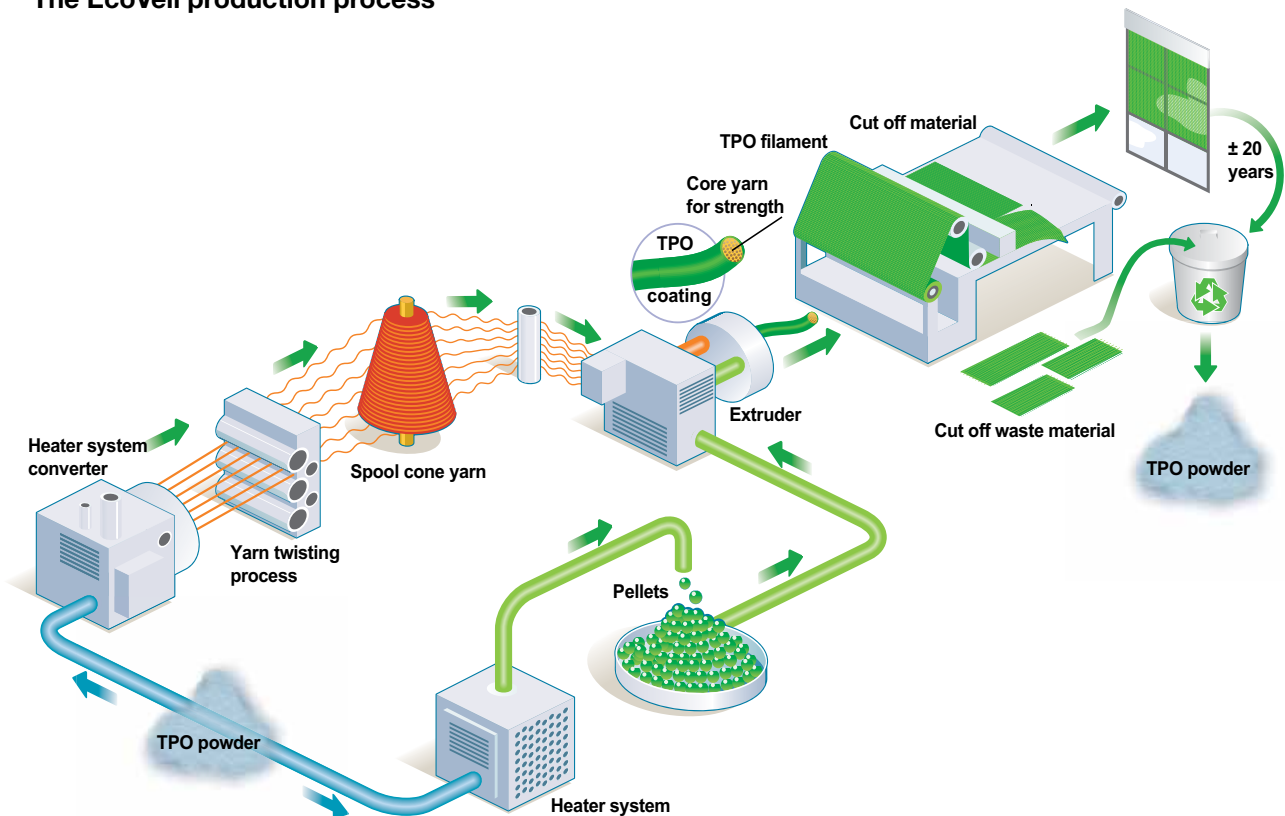 The EcoVeil production process
Cut off material
TPO filament
± 20
years
Core yarn
for strength
TPO
coating
Extruder
Cut off waste material
TPO powder
Heater system
converter
Spool cone yarn
Yarn twisting
process
Pellets
TPO powder
Heater system